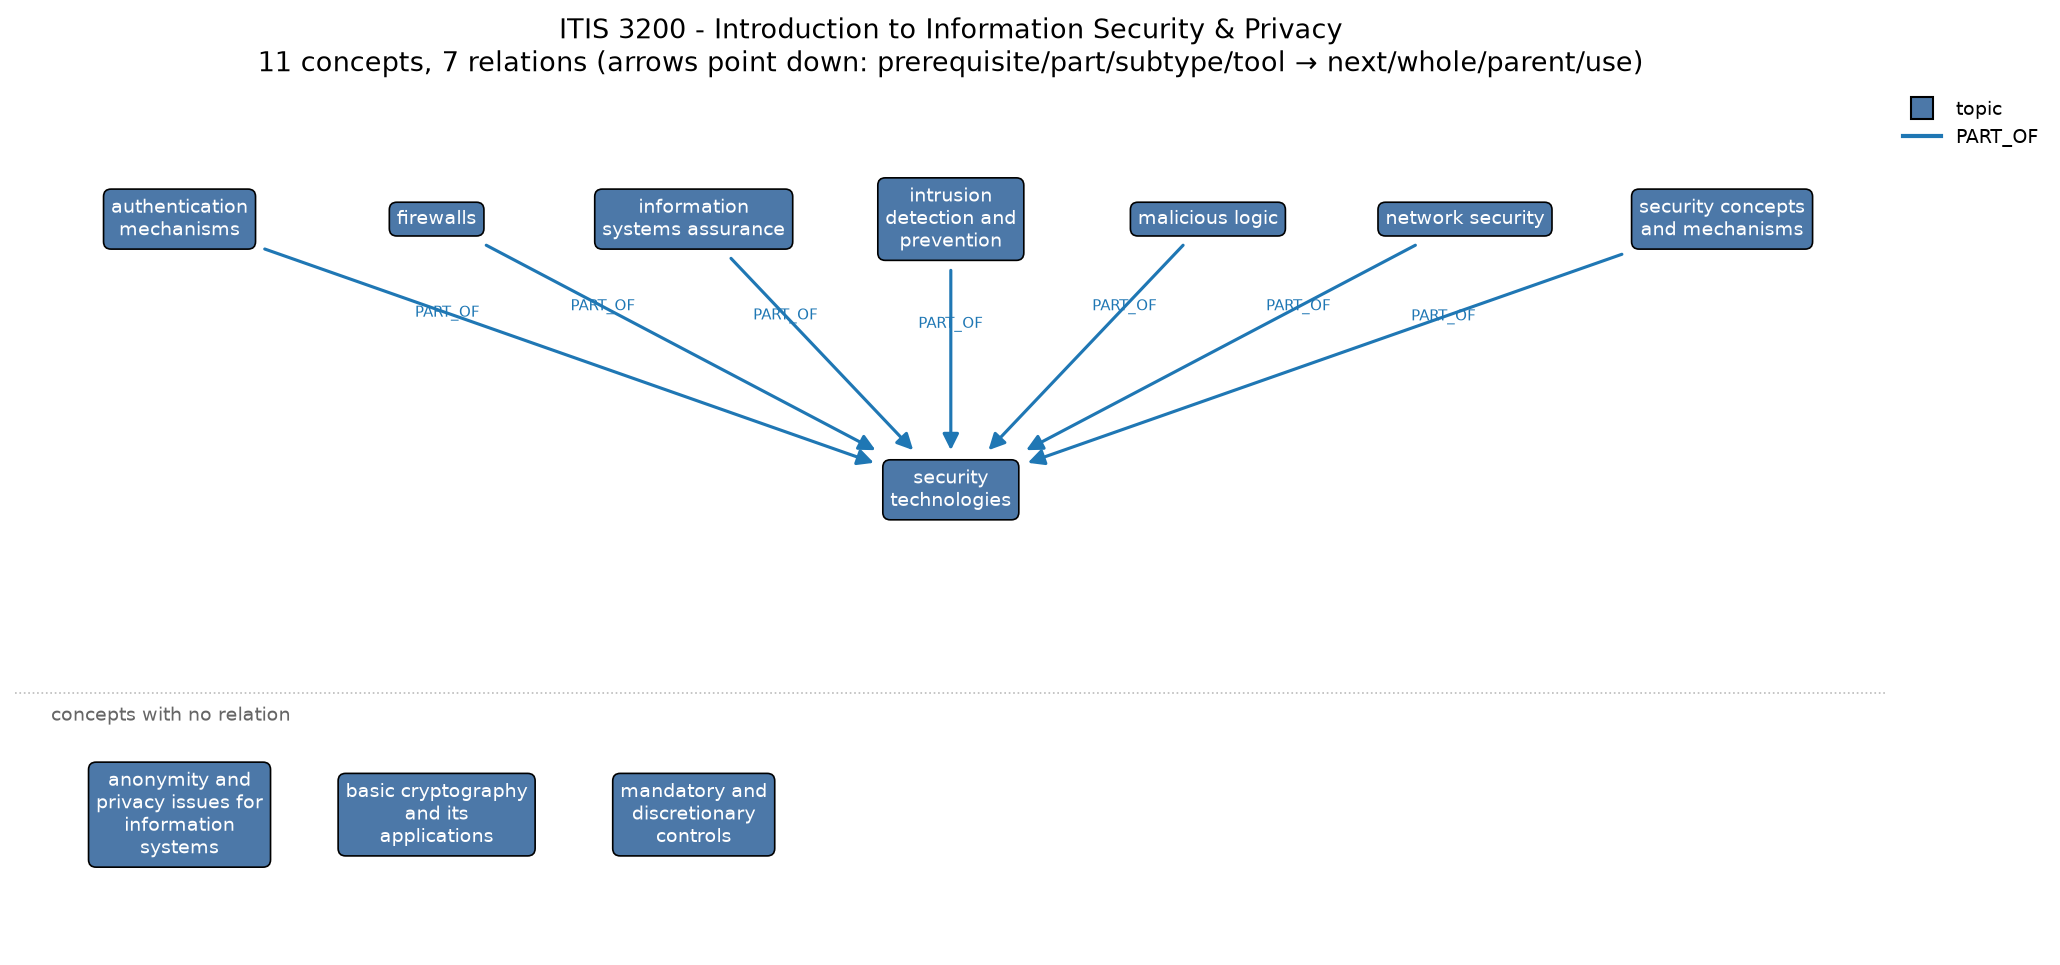 ITIS 3200 - Introduction to Information Security & Privacy
11 concepts, 7 relations (arrows point down: prerequisite/part/subtype/tool → next/whole/parent/use)
topic
PART_OF
authentication
mechanisms
firewalls
information
systems assurance
intrusion
detection and
prevention
malicious logic
network security
security concepts
and mechanisms
PART_OF
PART_OF
PART_OF
PART_OF
PART_OF
PART_OF
PART_OF
security
technologies
concepts with no relation
anonymity and
privacy issues for
information
systems
basic cryptography
and its
applications
mandatory and
discretionary
controls